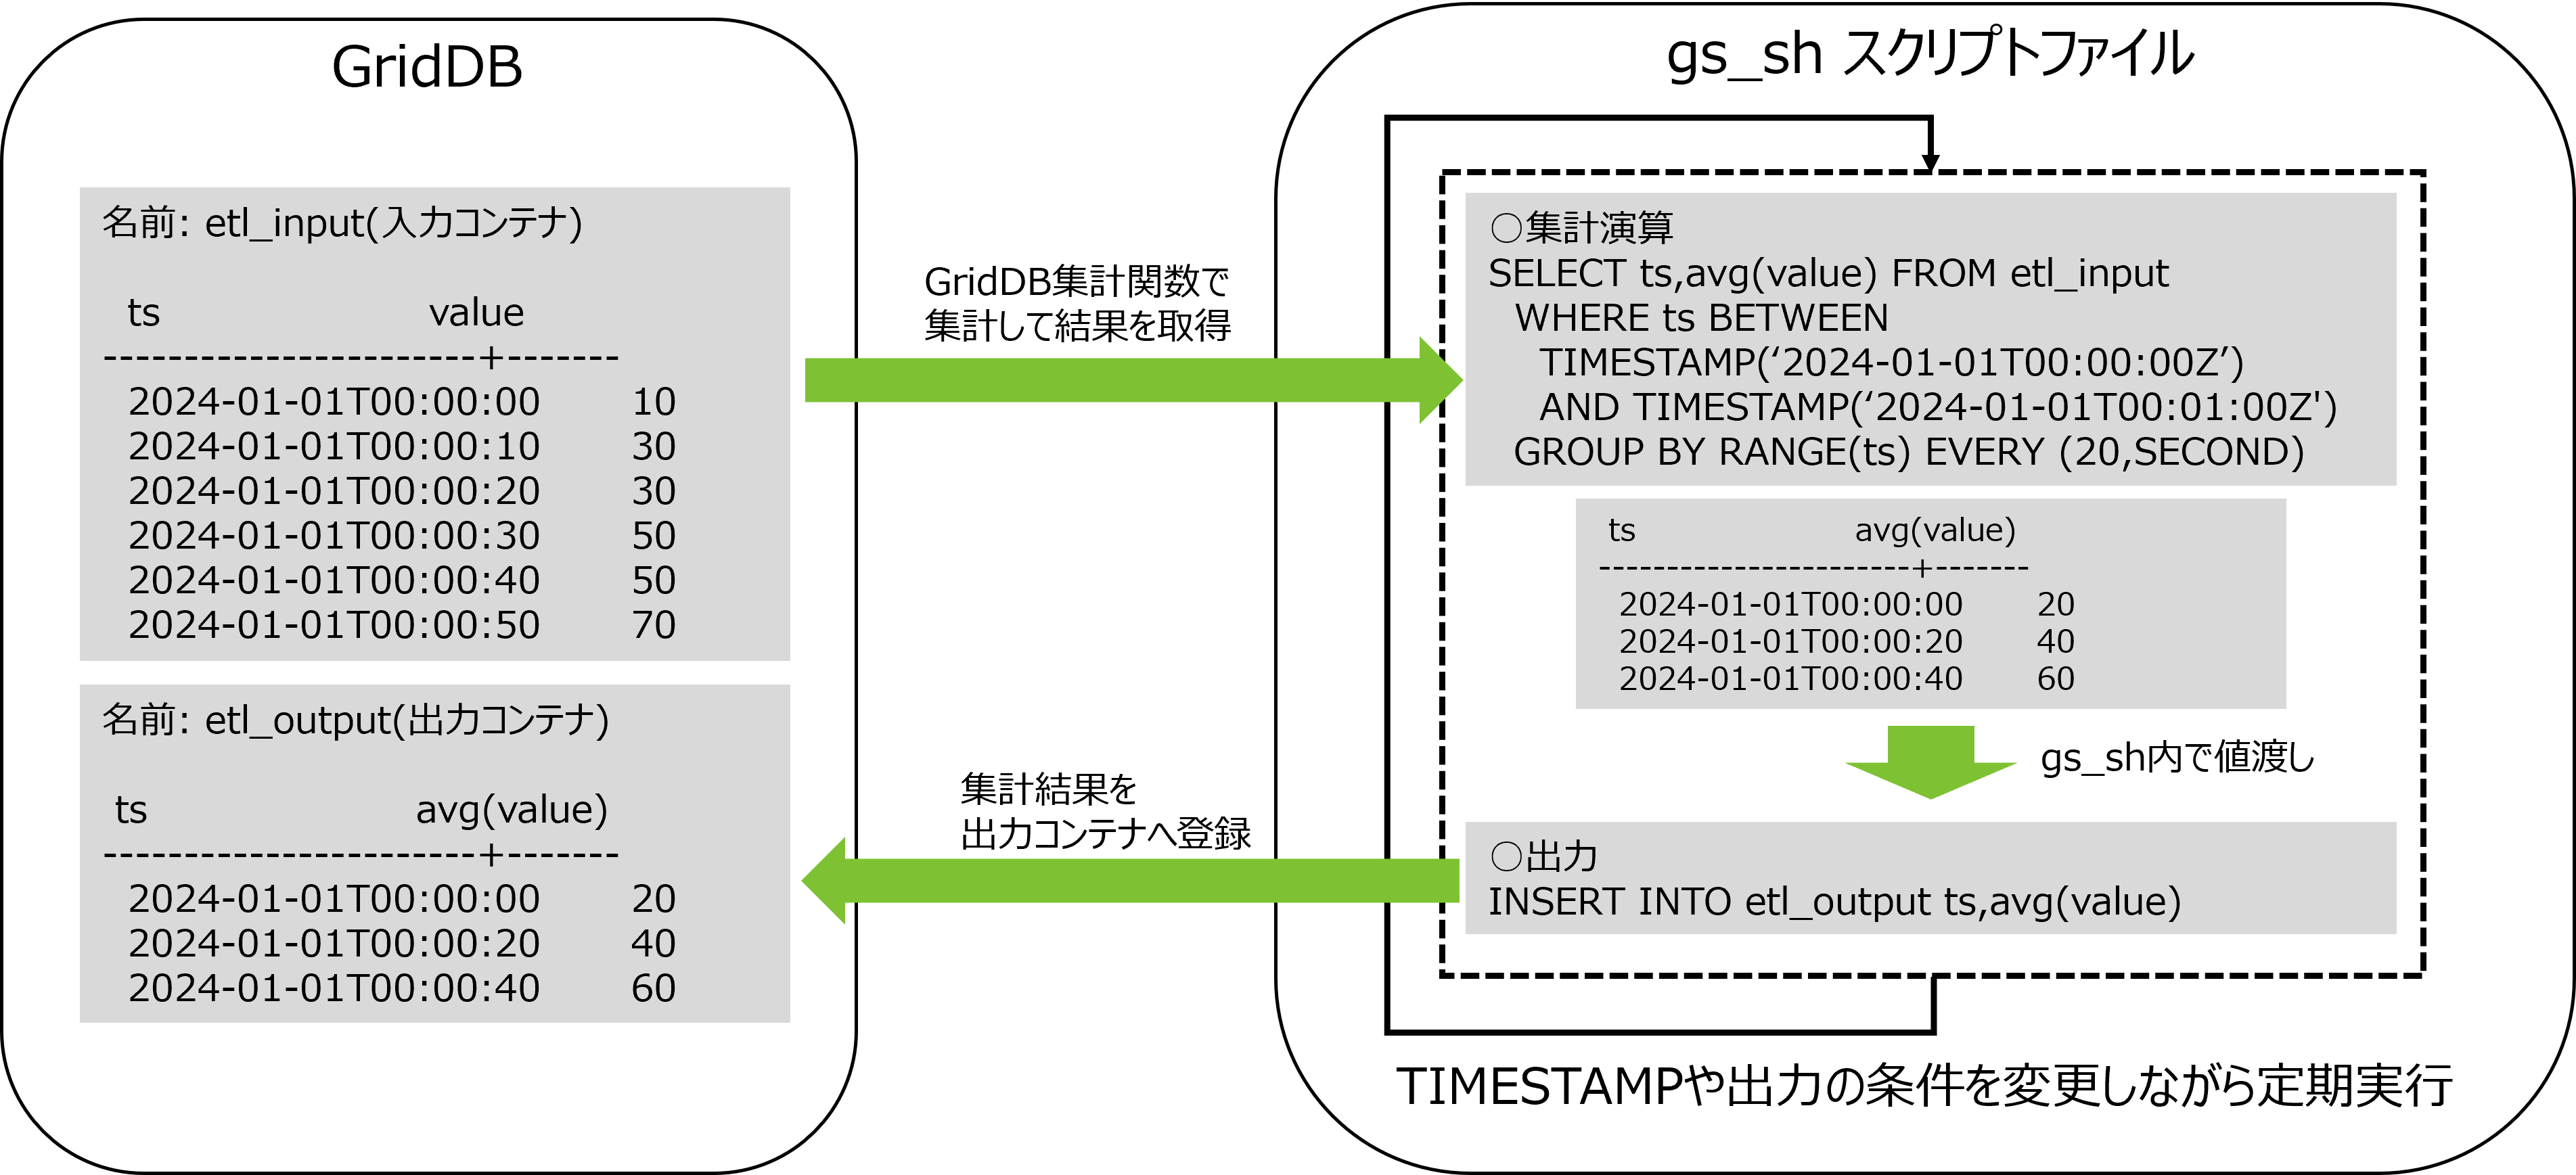 GridDB
名前: etl_input(入力コンテナ)
ts value
-----------------------+-------
2024-01-01T00:00:00 10
2024-01-01T00:00:10 30
2024-01-01T00:00:20 30
2024-01-01T00:00:30 50
2024-01-01T00:00:40 50
2024-01-01T00:00:50 70
名前: etl_output(出力コンテナ)
ts avg(value)
-----------------------+-------
2024-01-01T00:00:00 20
2024-01-01T00:00:20 40
2024-01-01T00:00:40 60
GridDB集計関数で
集計して結果を取得
集計結果を
出力コンテナへ登録
gs_sh スクリプトファイル
○集計演算
SELECT ts,avg(value) FROM etl_input
WHERE ts BETWEEN
TIMESTAMP(‘2024-01-01T00:00:00Z’)
AND TIMESTAMP(‘2024-01-01T00:01:00Z')
GROUP BY RANGE(ts) EVERY (20,SECOND)
ts avg(value)
-----------------------+-------
2024-01-01T00:00:00 20
2024-01-01T00:00:20 40
2024-01-01T00:00:40 60
gs_sh内で値渡し
○出力
INSERT INTO etl_output ts,avg(value)
TIMESTAMPや出力の条件を変更しながら定期実行